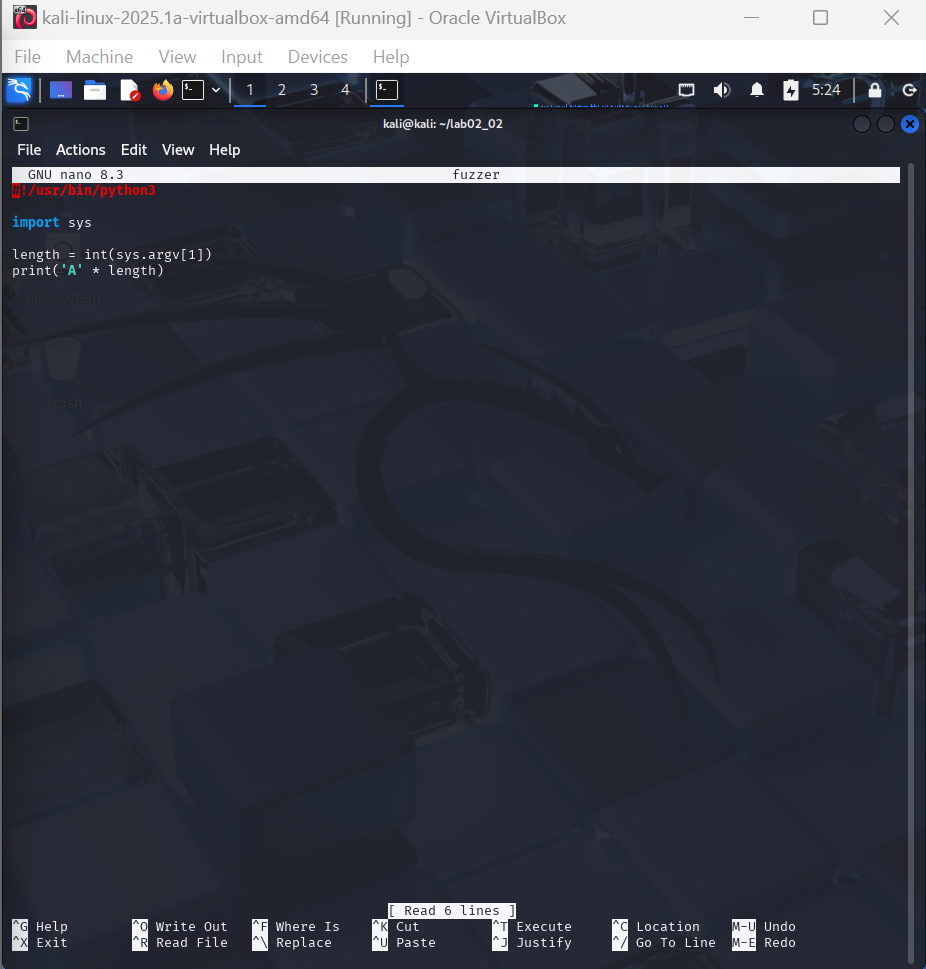 kali-linux-2025.1a-virtualbox-amd64 [Running] - Oracle VirtualBox
File Machine View Input Devices Help
1 2 3 4 5:24
kali@kali: ~/lab02_02
File Actions Edit View Help
GNU nano 8.3 fuzzer
#!/usr/bin/python3
import sys
length = int(sys.argv[1])
print('A' * length)
File System
Trash
[ Read 6 lines ]
^G Help ^O Write Out ^F Where Is ^K Cut ^T Execute ^C Location M-U Undo
^X Exit ^R Read File ^\ Replace ^U Paste ^J Justify ^/ Go To Line M-E Redo